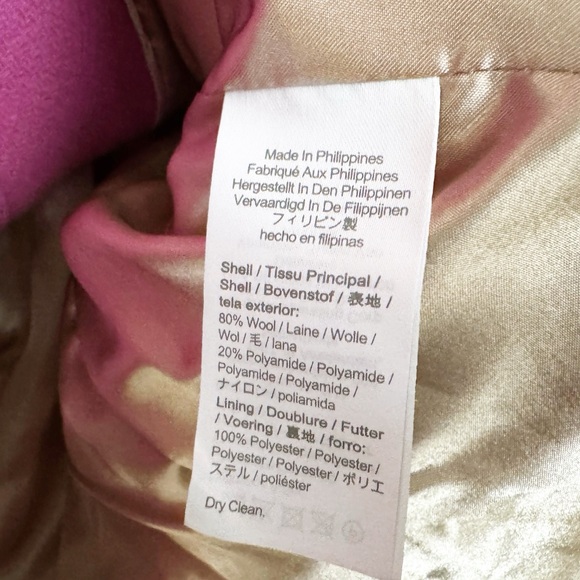 Made In Philippines
Fabriqué Aux Philippines
Hergestellt In Den Philippinen
Vervaardigd In De Filippijnen
フィリピン製
hecho en filipinas
Shell / Tissu Principal /
Shell / Bovenstof / 表地 /
tela exterior:
80% Wool / Laine / Wolle /
Wol / 毛 / lana
20% Polyamide / Polyamide /
Polyamide / Polyamide /
ナイロン / poliamida
Lining / Doublure / Futter
/ Voering / 裏地 / forro:
100% Polyester / Polyester /
Polyester / Polyester / ポリエ
ステル / poliéster
Dry Clean.